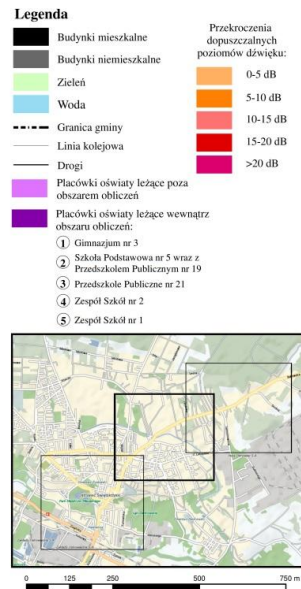 Legenda
Budynki mieszkalne
Budynki niemieszkalne
Zieleń
Woda
Granica gminy
Linia kolejowa
Drogi
Placówki oświaty leżące poza
obszarem obliczeń
Placówki oświaty leżące wewnątrz
obszaru obliczeń:
1 Gimnazjum nr 3
2 Szkoła Podstawowa nr 5 wraz z
Przedszkolem Publicznym nr 19
3 Przedszkole Publiczne nr 21
4 Zespół Szkół nr 2
5 Zespół Szkół nr 1
Przekroczenia
dopuszczalnych
poziomów dźwięku:
0-5 dB
5-10 dB
10-15 dB
15-20 dB
>20 dB
0 125 250 500 750 m